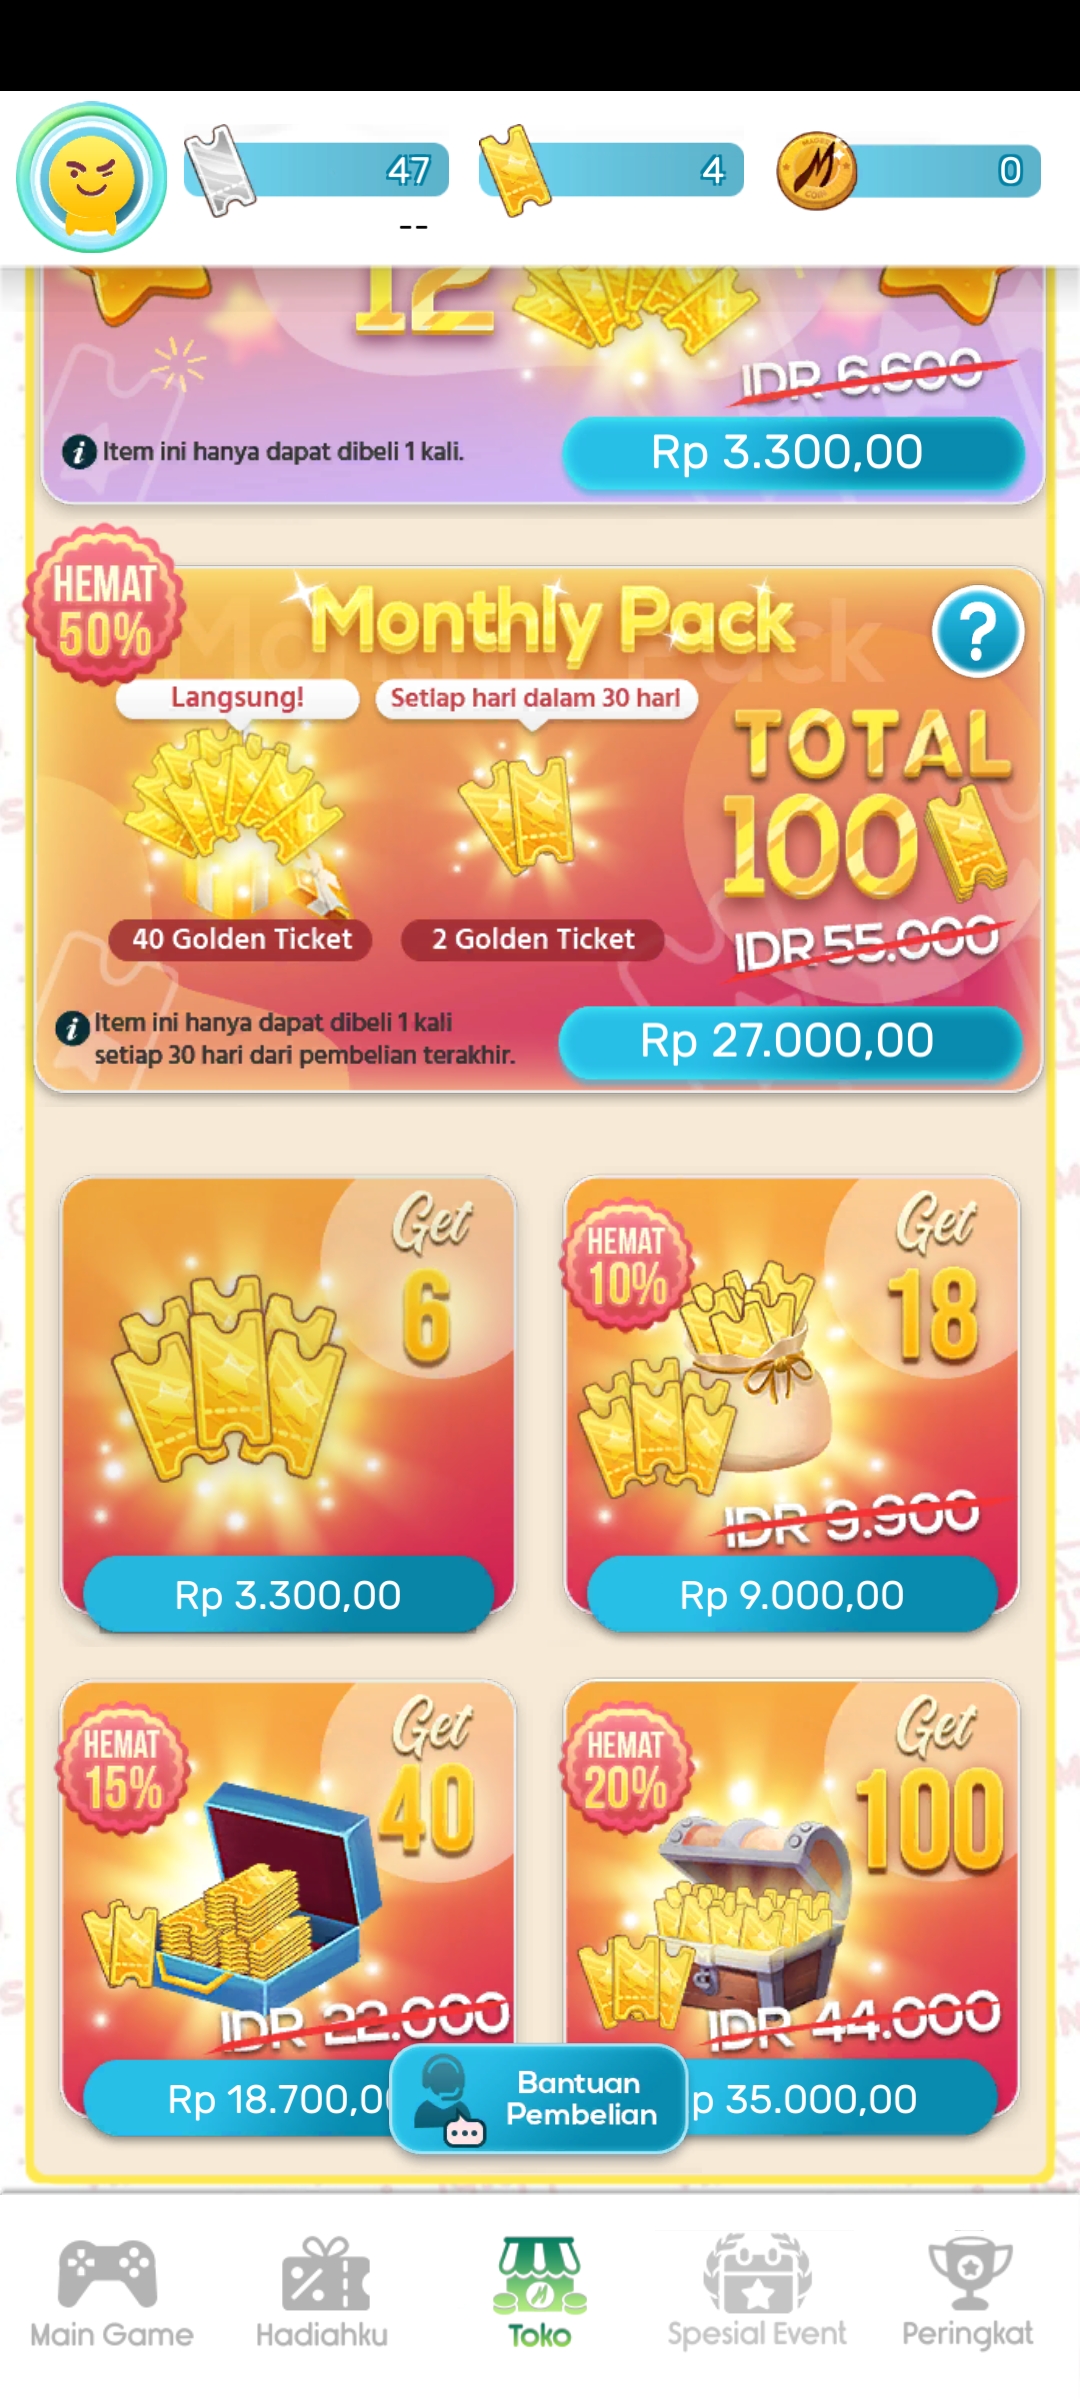 47
4
0
--
12
IDR 6.600
Item ini hanya dapat dibeli 1 kali.
Rp 3.300,00
HEMAT
50%
Monthly Pack
?
Langsung!
Setiap hari dalam 30 hari
TOTAL
100
40 Golden Ticket
2 Golden Ticket
IDR 55.000
Item ini hanya dapat dibeli 1 kali
setiap 30 hari dari pembelian terakhir.
Rp 27.000,00
Get
6
Rp 3.300,00
HEMAT
10%
Get
18
IDR 9.900
Rp 9.000,00
HEMAT
15%
Get
40
IDR 22.000
Rp 18.700,0
HEMAT
20%
Get
100
IDR 44.000
p 35.000,00
Bantuan
Pembelian
Main Game
Hadiahku
Toko
Spesial Event
Peringkat